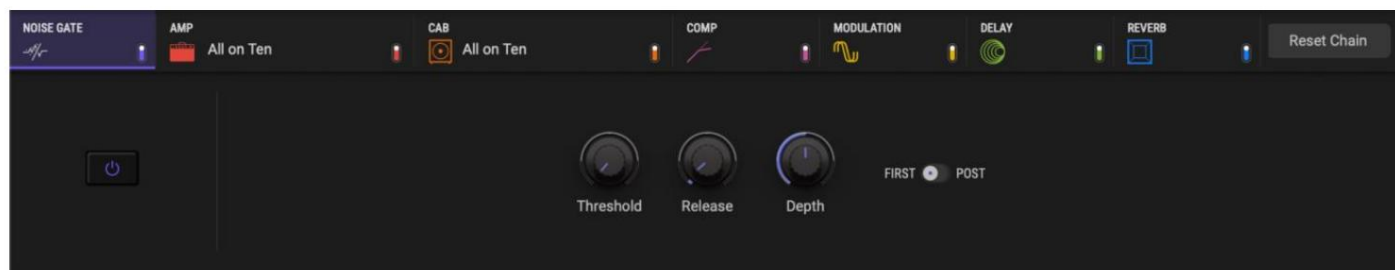 NOISE GATE
AMP
All on Ten
CAB
All on Ten
COMP
MODULATION
DELAY
REVERB
Reset Chain
Threshold
Release
Depth
FIRST
POST